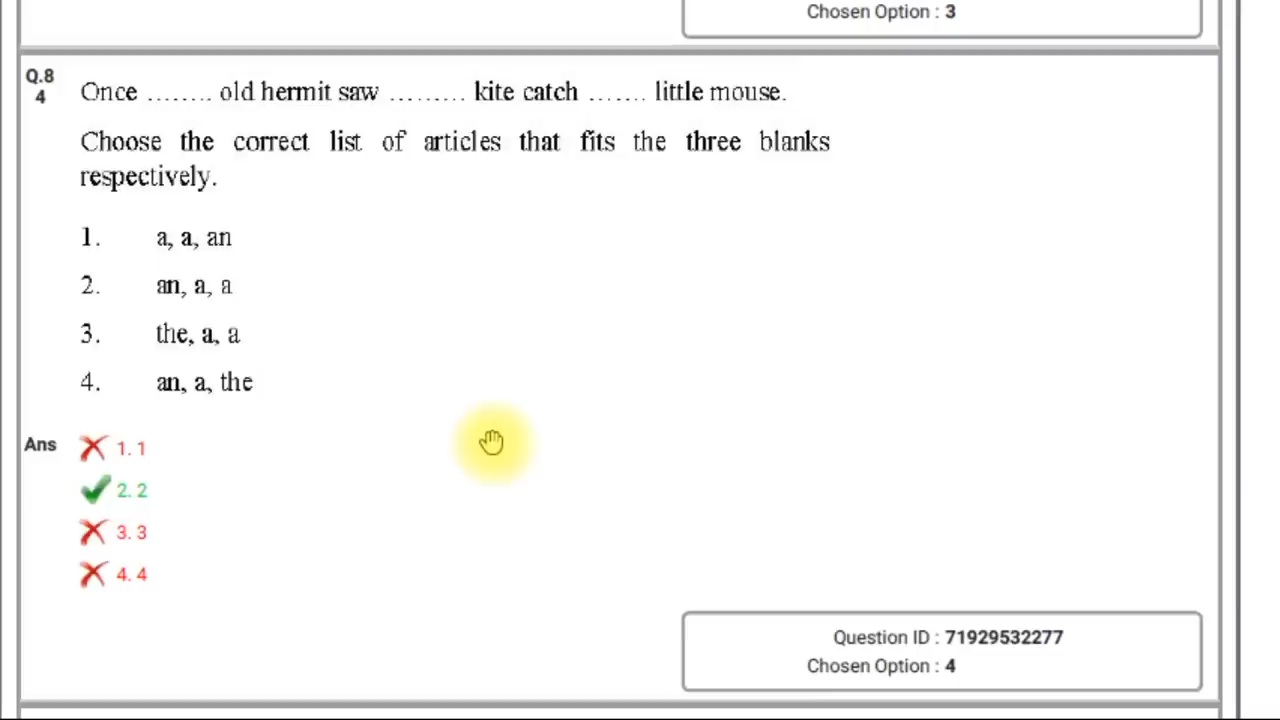 Chosen Option : 3
Q.8
4
Once ........ old hermit saw ......... kite catch ....... little mouse.
Choose the correct list of articles that fits the three blanks
respectively.
1. a, a, an
2. an, a, a
3. the, a, a
4. an, a, the
Ans
1. 1
2. 2
3. 3
4. 4
Question ID : 71929532277
Chosen Option : 4